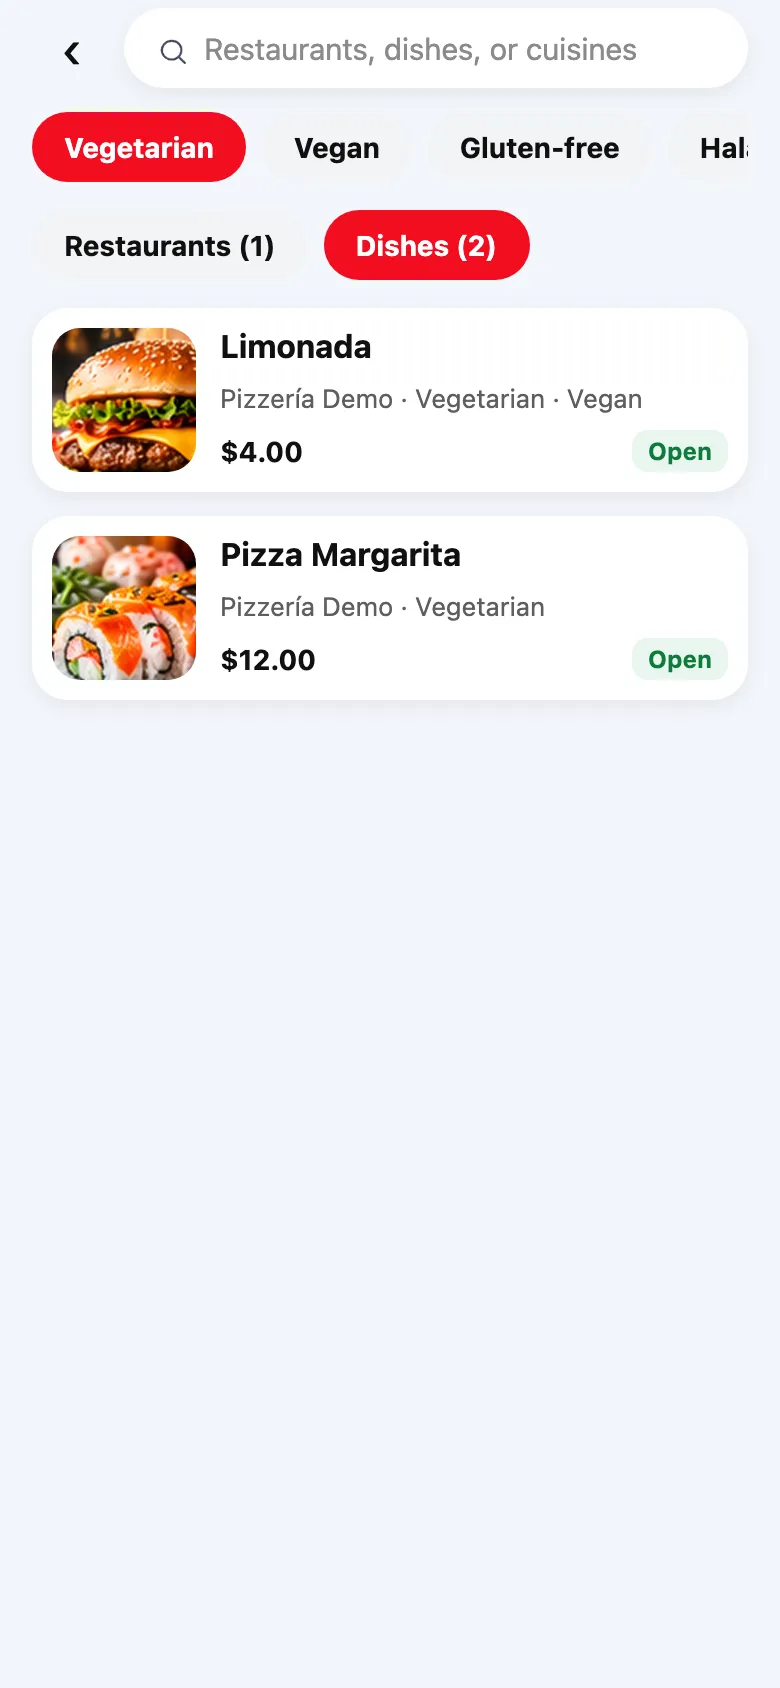 Restaurants, dishes, or cuisines
Vegetarian Vegan Gluten-free
Restaurants (1) Dishes (2)
Limonada
Pizzería Demo · Vegetarian · Vegan
$4.00 Open
Pizza Margarita
Pizzería Demo · Vegetarian
$12.00 Open